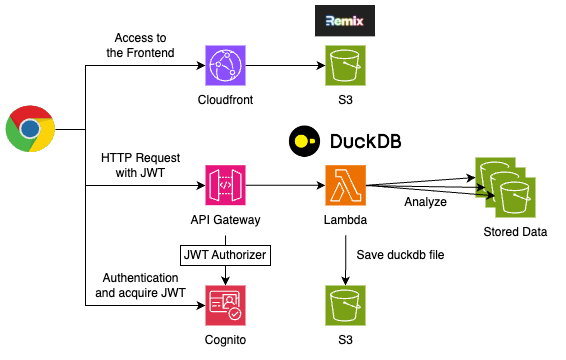 Remix
Access to
the Frontend
Cloudfront
S3
DuckDB
HTTP Request
with JWT
API Gateway
Lambda
Analyze
Stored Data
JWT Authorizer
Save duckdb file
Authentication
and acquire JWT
Cognito
S3